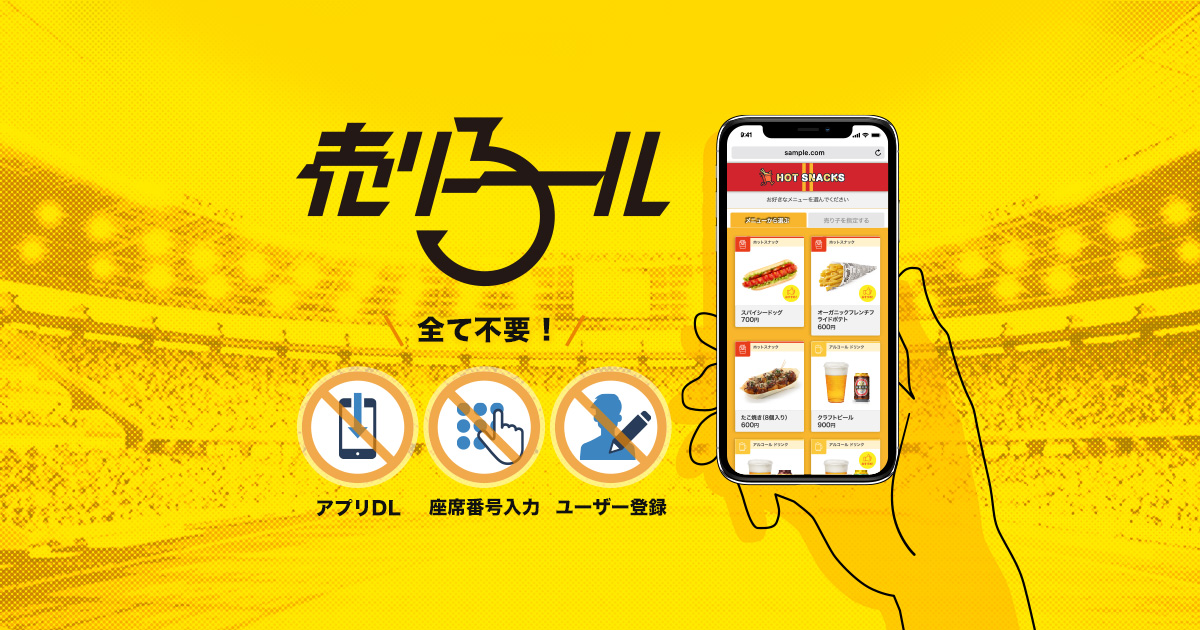 売りコール
全て不要！
アプリDL
座席番号入力
ユーザー登録
9:41
sample.com
HOT SNACKS
お好きなメニューを選んでください
メニューから選ぶ
売り子を指定する
ホットスナック
スパイシードッグ
700円
ホットスナック
オーガニックフレンチフ
ライドポテト
600円
ホットスナック
たこ焼き(8個入り)
600円
アルコールドリンク
クラフトビール
900円
アルコールドリンク
アルコールドリンク